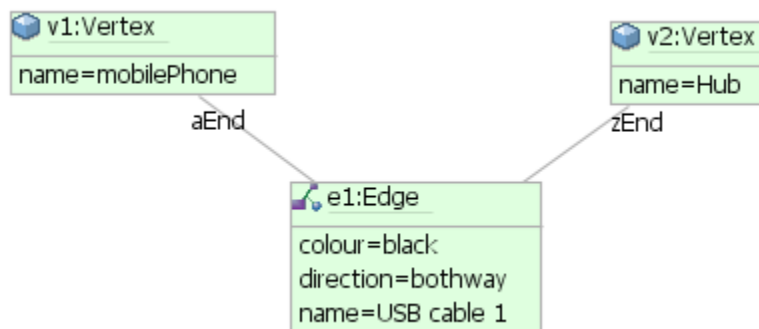 v1:Vertex
name=mobilePhone
v2:Vertex
name=Hub
aEnd
zEnd
e1:Edge
colour=black
direction=bothway
name=USB cable 1